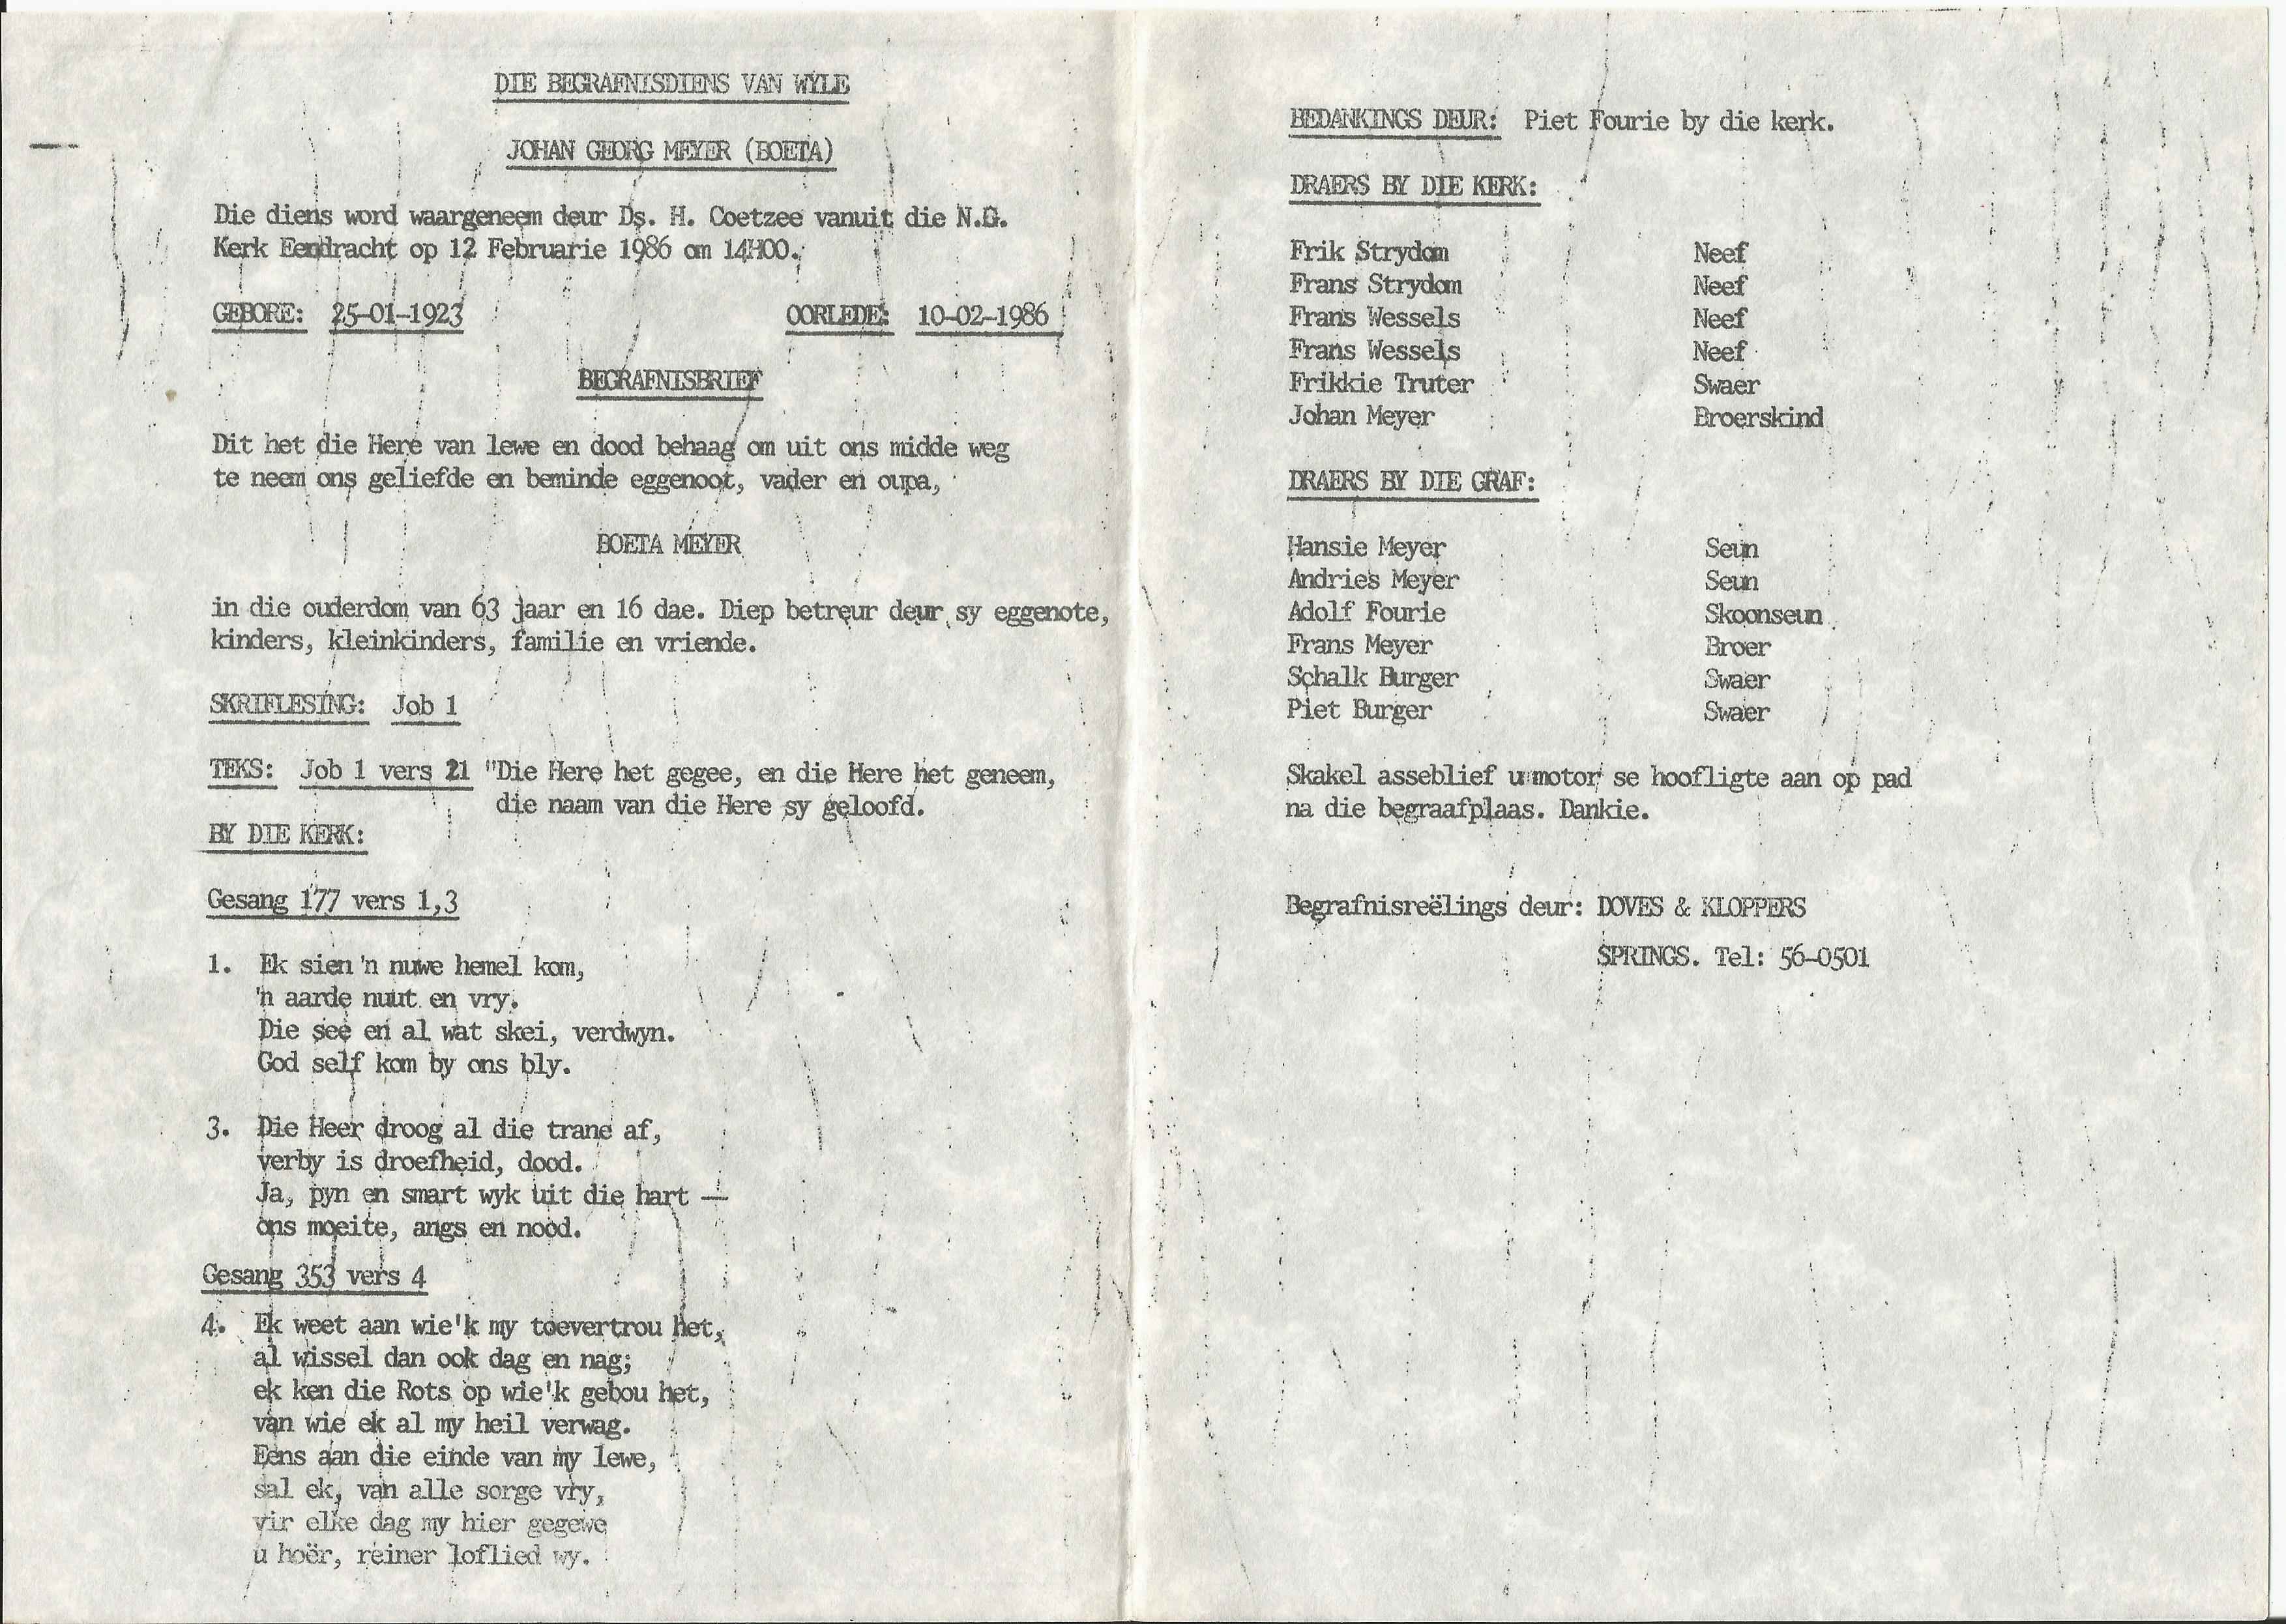 DIE BEGRAFNISDIENS VAN WYLE
JOHAN GEORG MEYER (BOETA)
Die diens word waargeneem deur Ds. H. Coetzee vanuit die N.G.
Kerk Eendracht op 12 Februarie 1986 om 14H00.
GEBORE: 25-01-1923 OORLEDE: 10-02-1986
BEGRAFNISBRIEF
Dit het die Here van lewe en dood behaag om uit ons midde weg
te neem ons geliefde en beminde eggenoot, vader en oupa,
BOETA MEYER
in die ouderdom van 63 jaar en 16 dae. Diep betreur deur sy eggenote,
kinders, kleinkinders, familie en vriende.
SKRIFLESING: Job 1
TEKS: Job 1 vers 21 "Die Here het gegee, en die Here het geneem,
die naam van die Here sy geloofd.
BY DIE KERK:
Gesang 177 vers 1,3
1. Ek sien 'n nuwe hemel kom,
'n aarde nuut en vry.
Die see en al wat skei, verdwyn.
God self kom by ons bly.
3. Die Heer droog al die trane af,
verby is droefheid, dood.
Ja, pyn en smart wyk uit die hart —
ons moeite, angs en nood.
Gesang 353 vers 4
4. Ek weet aan wie'k my toevertrou het,
al wissel dan ook dag en nag;
ek ken die Rots op wie'k gebou het,
van wie ek al my heil verwag.
Eens aan die einde van my lewe,
sal ek, van alle sorge vry,
vir elke dag my hier gegewe
u hoër, reiner loflied wy.
BEDANKINGS DEUR: Piet Fourie by die kerk.
DRAERS BY DIE KERK:
Frik Strydom Neef
Frans Strydom Neef
Frans Wessels Neef
Frans Wessels Neef
Frikkie Truter Swaer
Johan Meyer Broerskind
DRAERS BY DIE GRAF:
Hansie Meyer Seun
Andries Meyer Seun
Adolf Fourie Skoonseun
Frans Meyer Broer
Schalk Burger Swaer
Piet Burger Swaer
Skakel asseblief u motor se hoofligte aan op pad
na die begraafplaas. Dankie.
Begrafnisreëlings deur: DOVES & KLOPPERS
SPRINGS. Tel: 56-0501